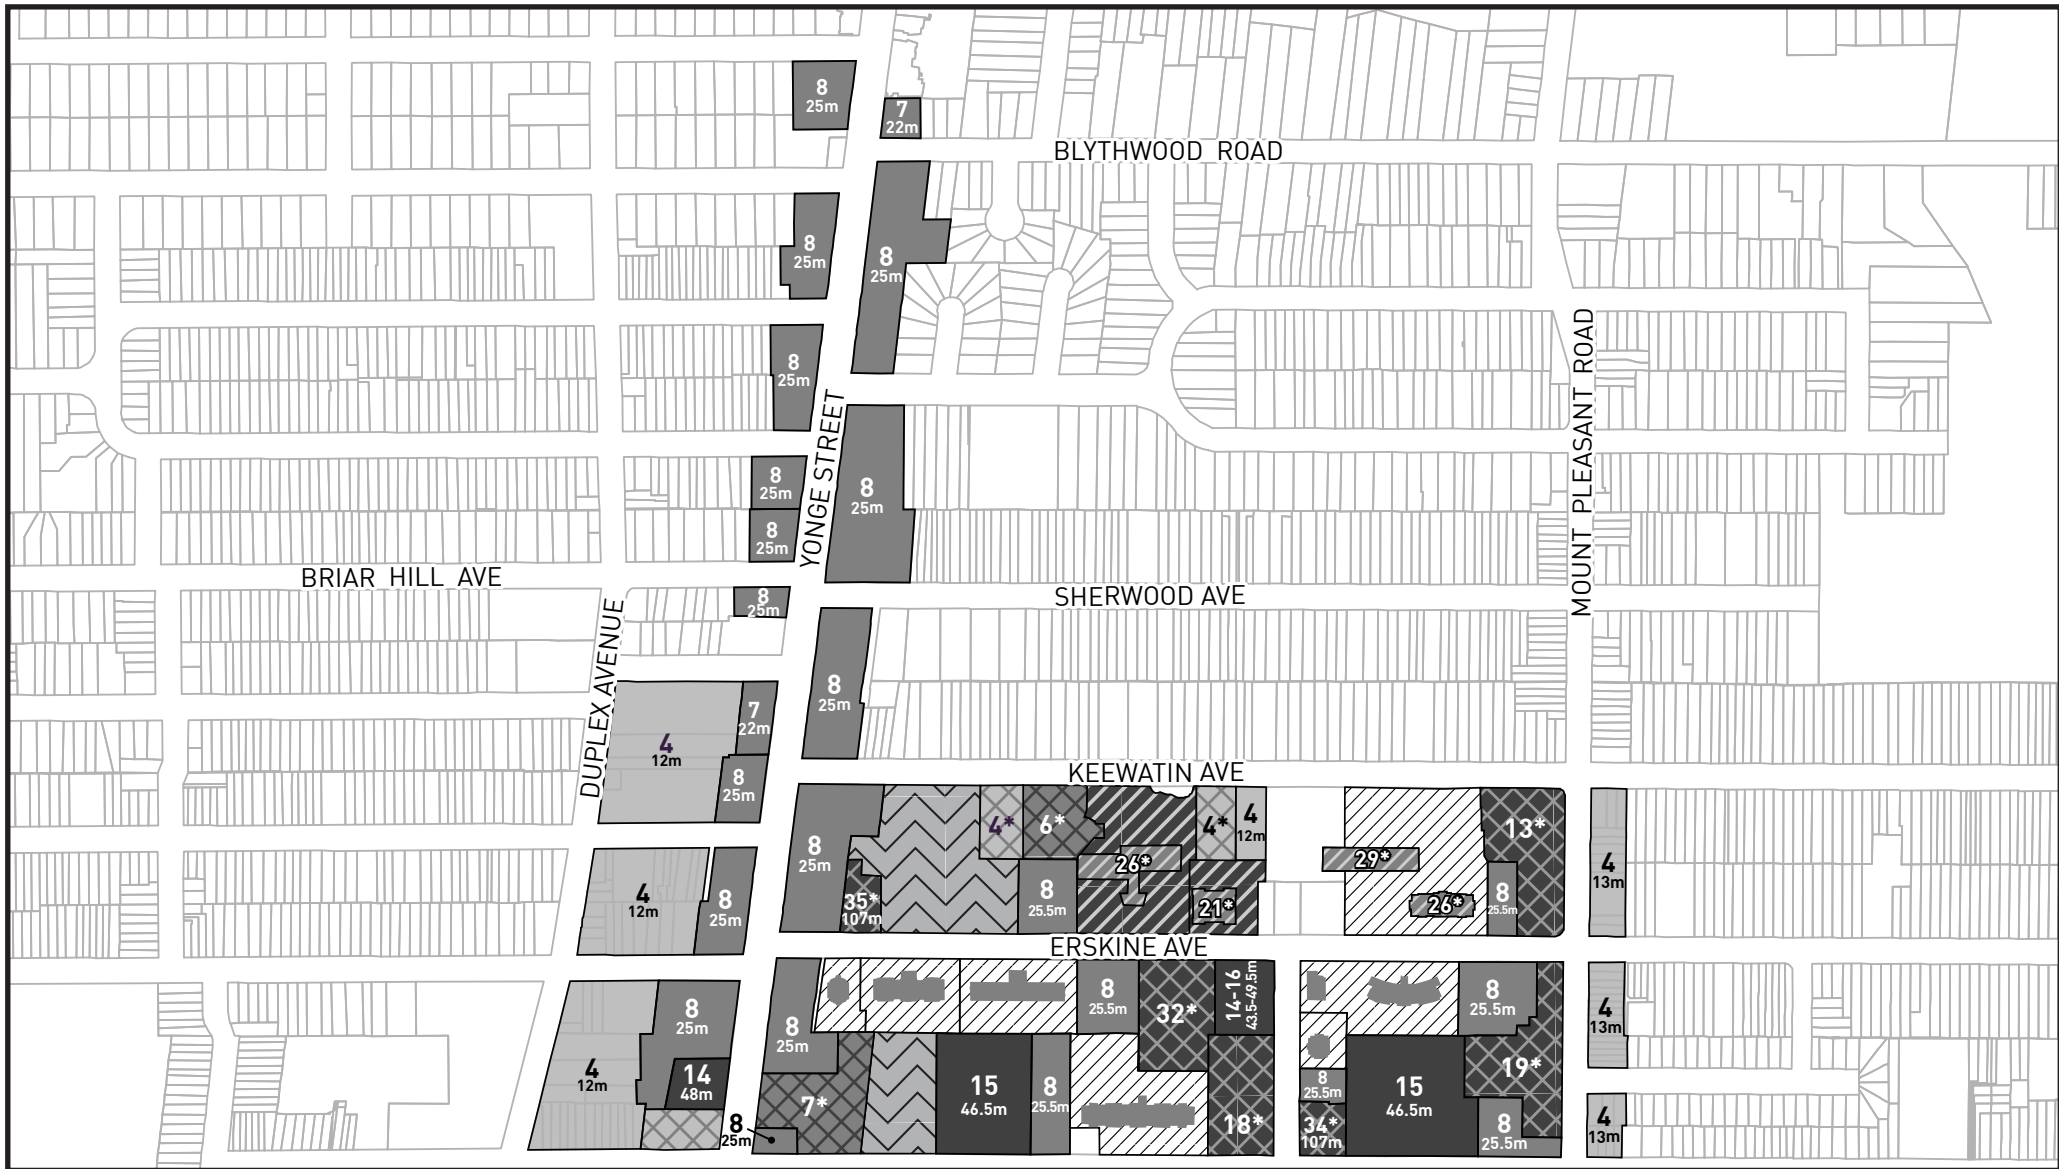 8
25m
7
22m
BLYTHWOOD ROAD
8
25m
8
25m
8
25m
MOUNT PLEASANT ROAD
YONGE STREET
8
25m
8
25m
8
25m
BRIAR HILL AVE
8
25m
SHERWOOD AVE
DUPLEX AVENUE
8
25m
7
22m
4
12m
8
25m
KEEWATIN AVE
8
25m
4*
6*
4*
4
12m
13*
26*
29*
4
13m
4
12m
8
25m
35*
107m
8
25.5m
21*
26*
8
25.5m
ERSKINE AVE
8
25m
8
25m
8
25.5m
32*
14-16
43.5-49.5m
8
25.5m
4
13m
4
12m
14
48m
7*
15
46.5m
8
25.5m
18*
8
25.5m
34*
107m
15
46.5m
19*
8
25.5m
4
13m
8
25m